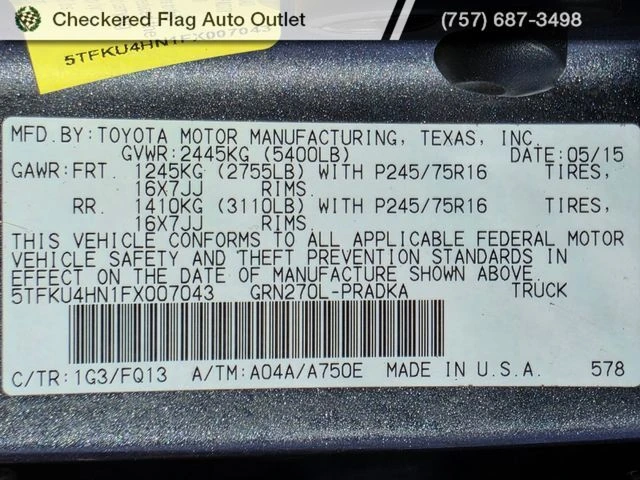 Checkered Flag Auto Outlet (757) 687-3498
5TFKU4HN1FX007043
MFD.BY:TOYOTA MOTOR MANUFACTURING, TEXAS, INC.
GVWR:2445KG (5400LB) DATE:05/15
GAWR:FRT. 1245KG (2755LB) WITH P245/75R16 TIRES,
16X7JJ RIMS.
RR. 1410KG (3110LB) WITH P245/75R16 TIRES,
16X7JJ RIMS.
THIS VEHICLE CONFORMS TO ALL APPLICABLE FEDERAL MOTOR
VEHICLE SAFETY AND THEFT PREVENTION STANDARDS IN
EFFECT ON THE DATE OF MANUFACTURE SHOWN ABOVE.
5TFKU4HN1FX007043 GRN270L-PRADKA TRUCK
C/TR:1G3/FQ13 A/TM:A04A/A750E MADE IN U.S.A. 578